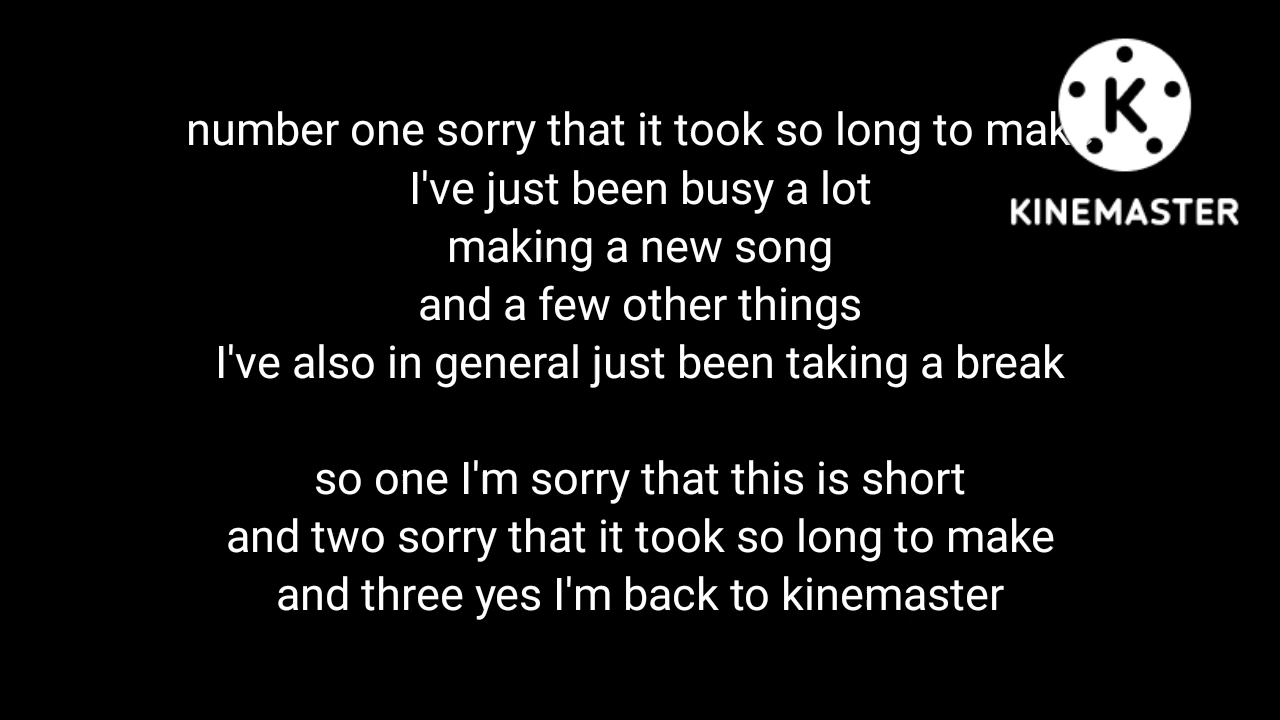 number one sorry that it took so long to mak
I've just been busy a lot
making a new song
and a few other things
I've also in general just been taking a break
so one I'm sorry that this is short
and two sorry that it took so long to make
and three yes I'm back to kinemaster
K
KINEMASTER